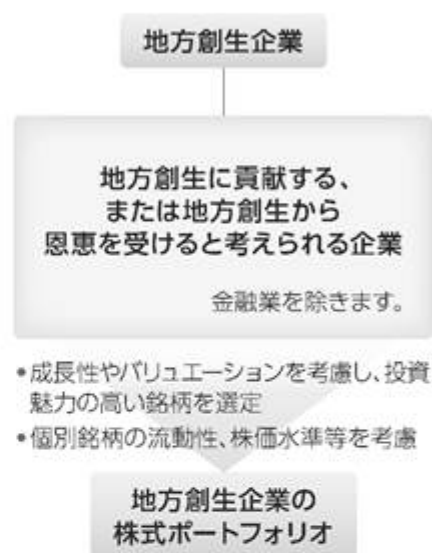 地方創生企業
地方創生に貢献する、
または地方創生から
恩恵を受けると考えられる企業
金融業を除きます。
•成長性やバリュエーションを考慮し、投資
魅力の高い銘柄を選定
•個別銘柄の流動性、株価水準等を考慮
地方創生企業の
株式ポートフォリオ